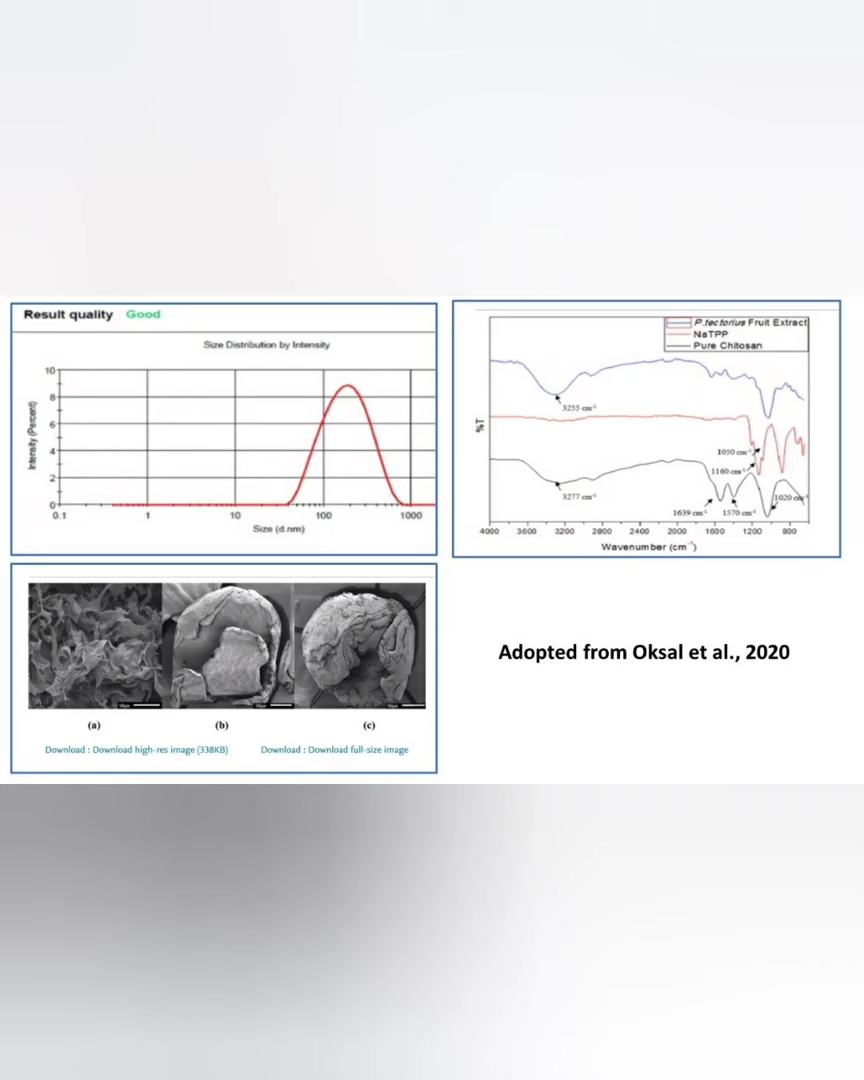 Result quality Good
Size Distribution by Intensity
Intensity (Percent)
10
8
6
4
2
0
0.1 1 10 100 1000
Size (d.nm)
P.tectorius Fruit Extract
NaTPP
Pure Chitosan
%T
3255 cm-1
1050 cm-1
1160 cm-1
3277 cm-1
1639 cm-1
1570 cm-1
1020 cm-1
4000 3600 3200 2800 2400 2000 1600 1200 800
Wavenumber (cm-1)
(a) (b) (c)
Download : Download high-res image (338KB) Download : Download full-size image
Adopted from Oksal et al., 2020